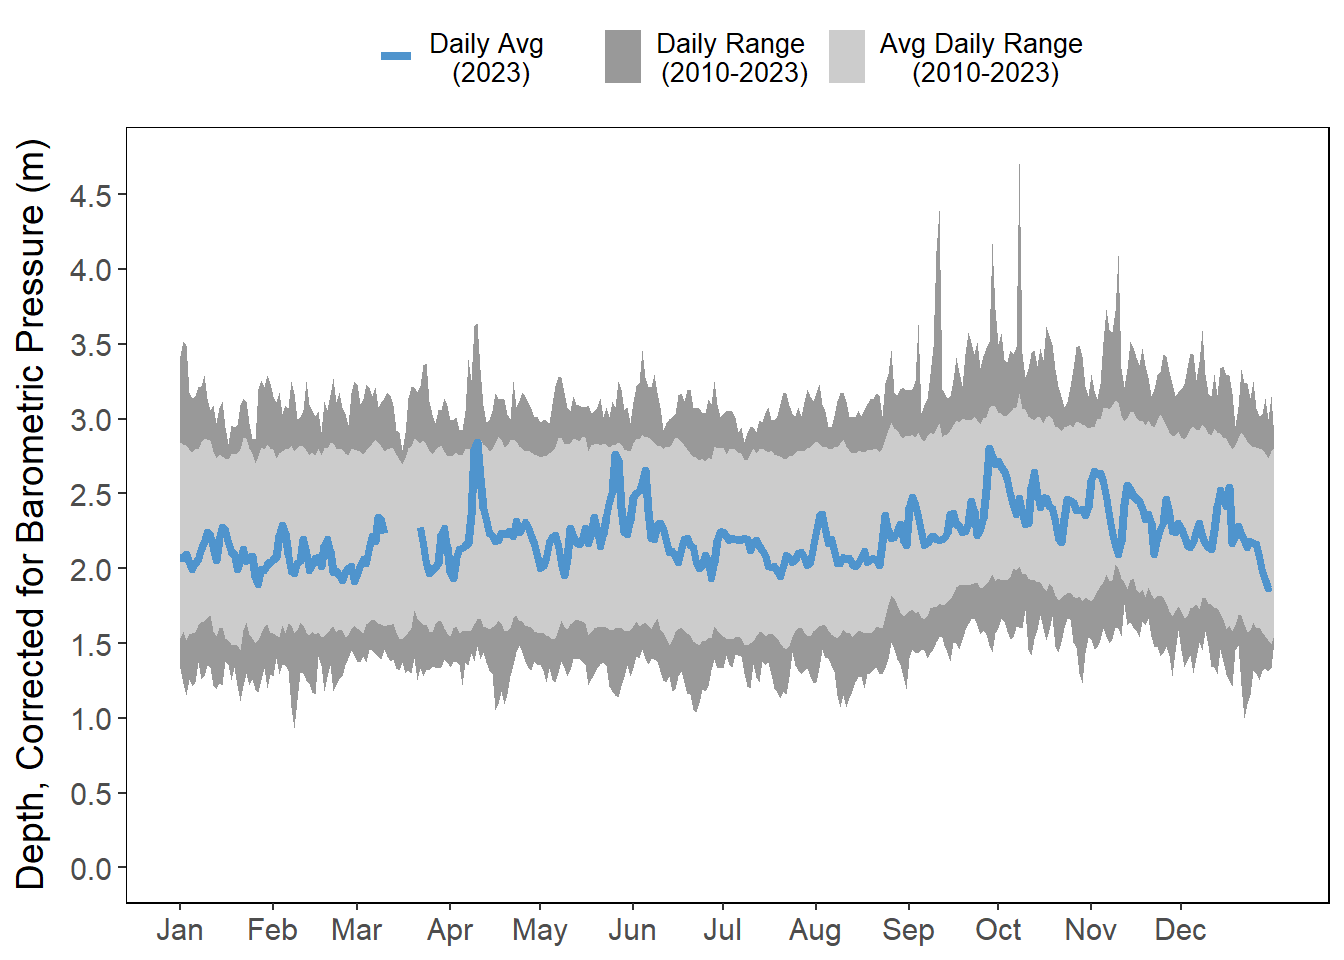 Daily Avg
(2023)
Daily Range
(2010-2023)
Avg Daily Range
(2010-2023)
Depth, Corrected for Barometric Pressure (m)
4.5
4.0
3.5
3.0
2.5
2.0
1.5
1.0
0.5
0.0
Jan Feb Mar Apr May Jun Jul Aug Sep Oct Nov Dec